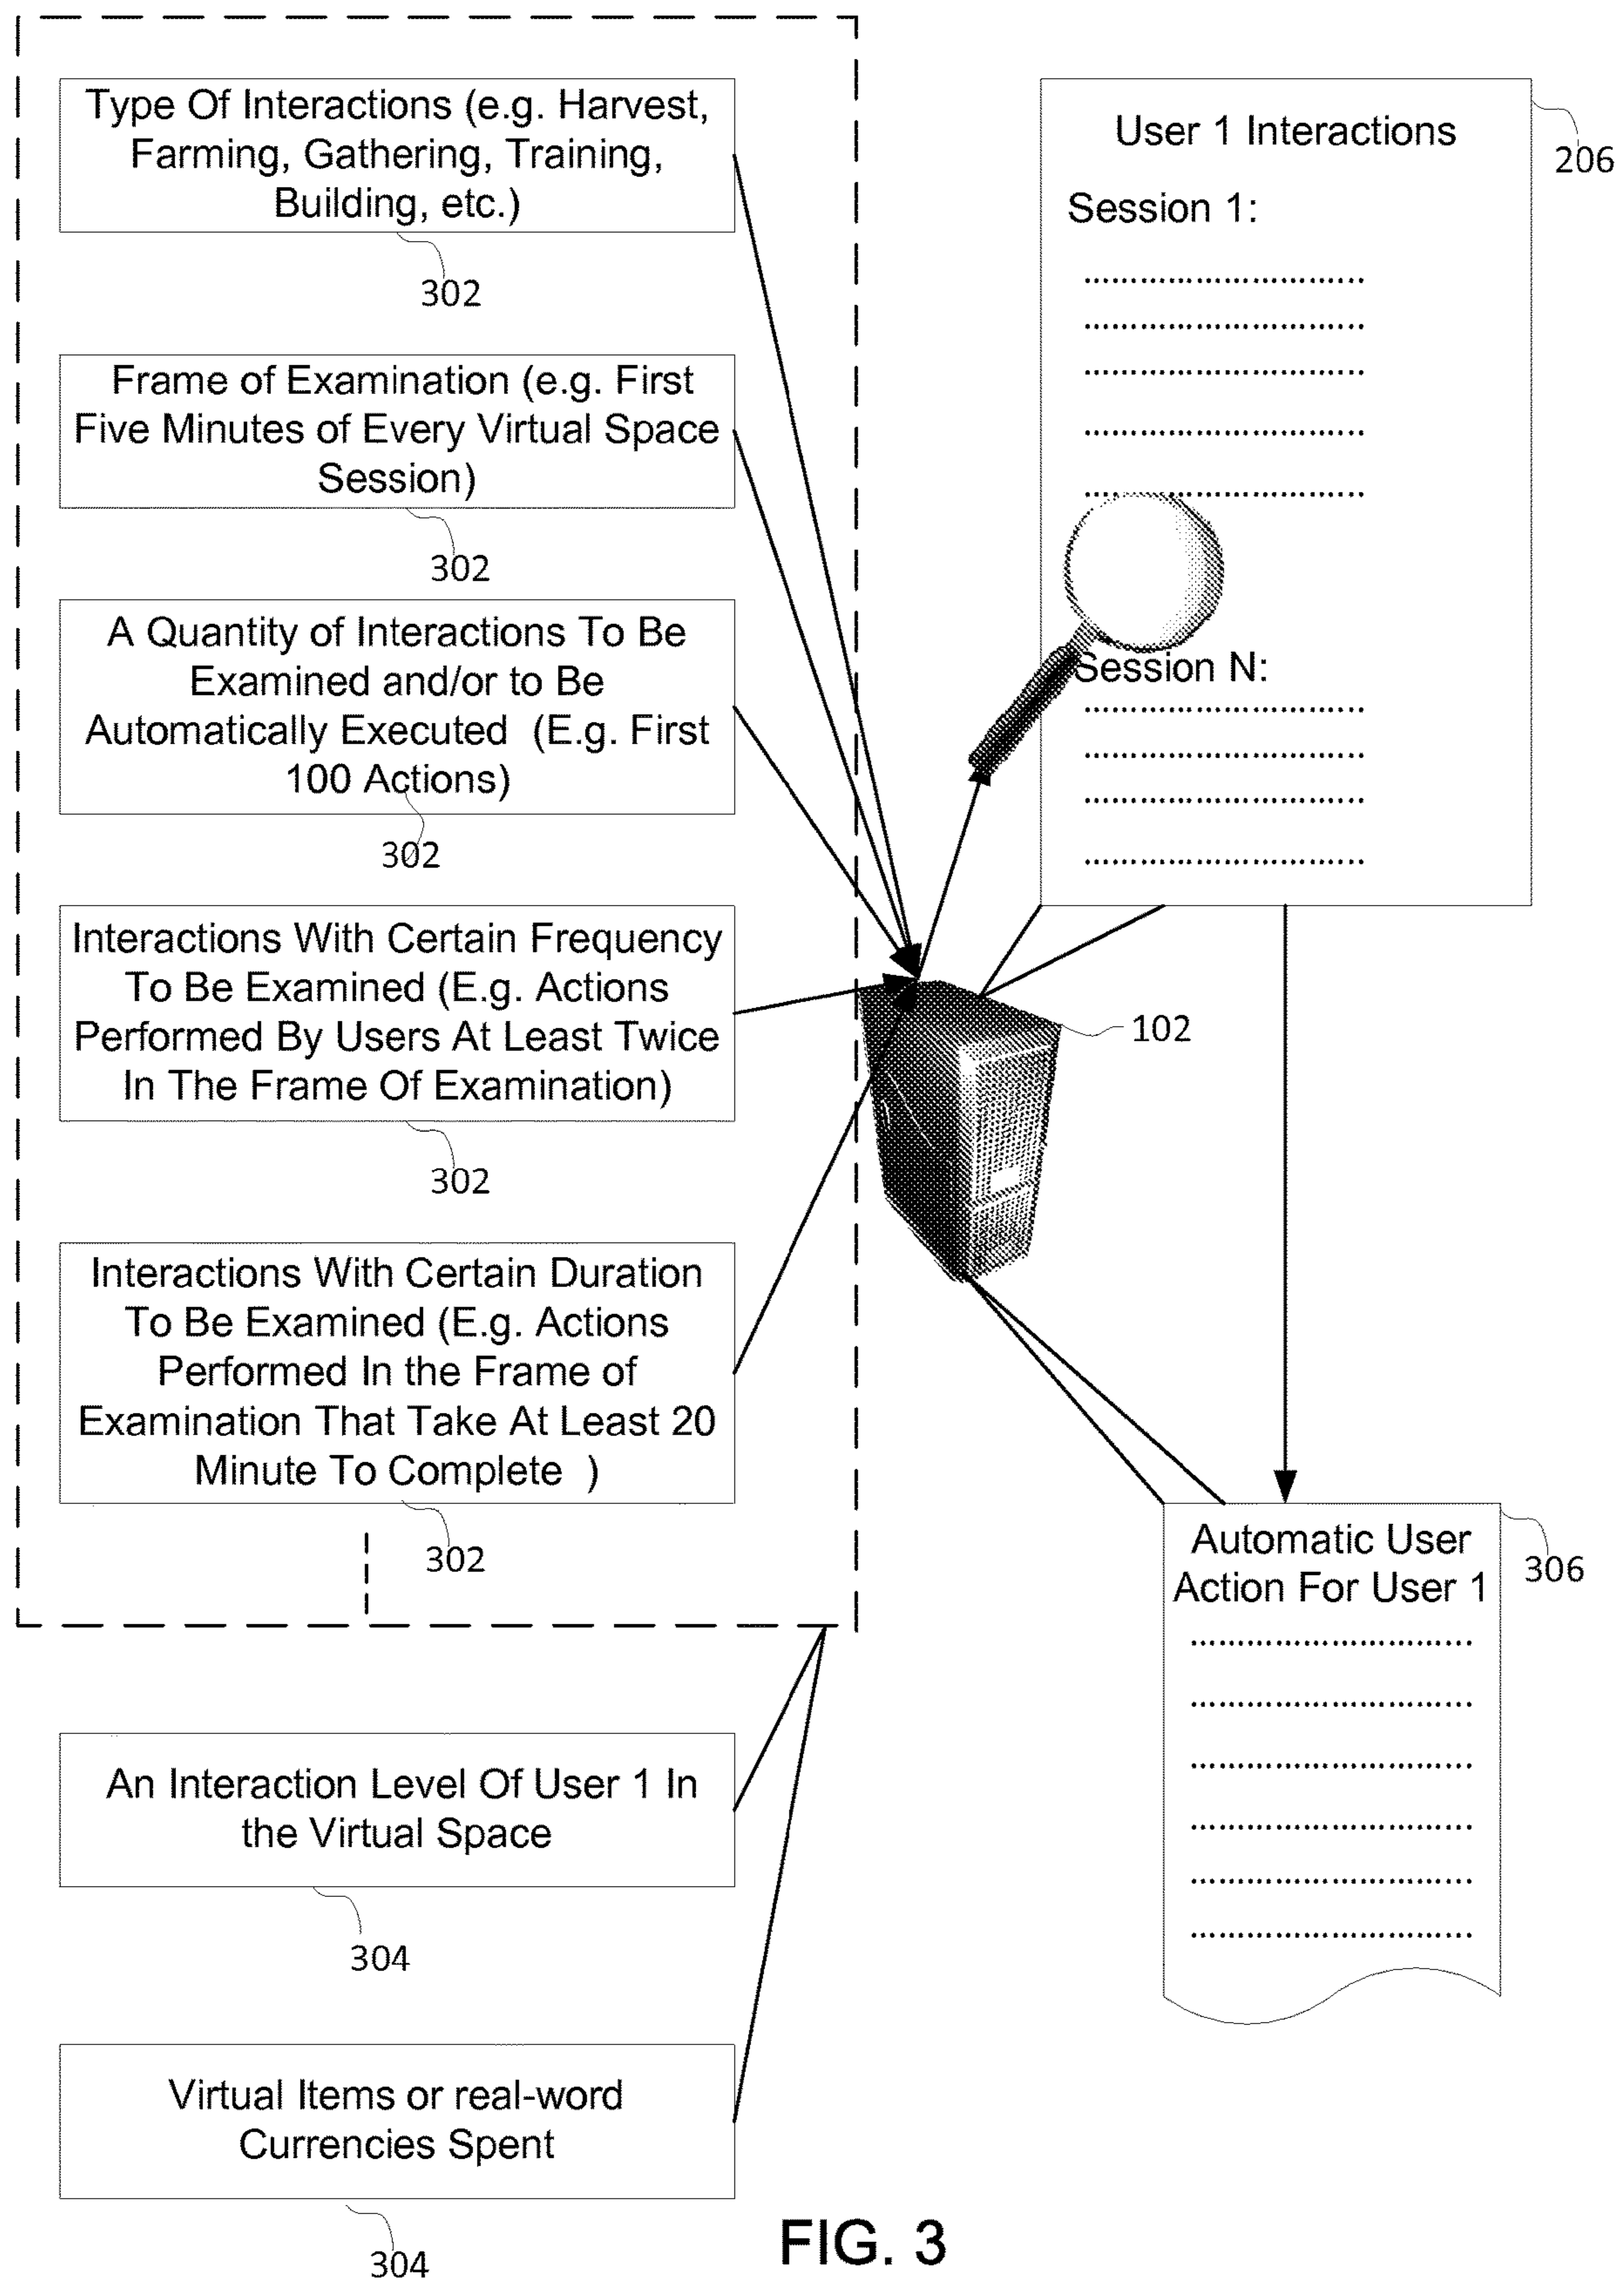 Type Of Interactions (e.g. Harvest,
Farming, Gathering, Training,
Building, etc.)
302
Frame of Examination (e.g. First
Five Minutes of Every Virtual Space
Session)
302
A Quantity of Interactions To Be
Examined and/or to Be
Automatically Executed (E.g. First
100 Actions)
302
Interactions With Certain Frequency
To Be Examined (E.g. Actions
Performed By Users At Least Twice
In The Frame Of Examination)
302
Interactions With Certain Duration
To Be Examined (E.g. Actions
Performed In the Frame of
Examination That Take At Least 20
Minute To Complete )
302
An Interaction Level Of User 1 In
the Virtual Space
304
Virtual Items or real-word
Currencies Spent
304
User 1 Interactions
206
Session 1:
Session N:
102
Automatic User
Action For User 1
306
FIG. 3